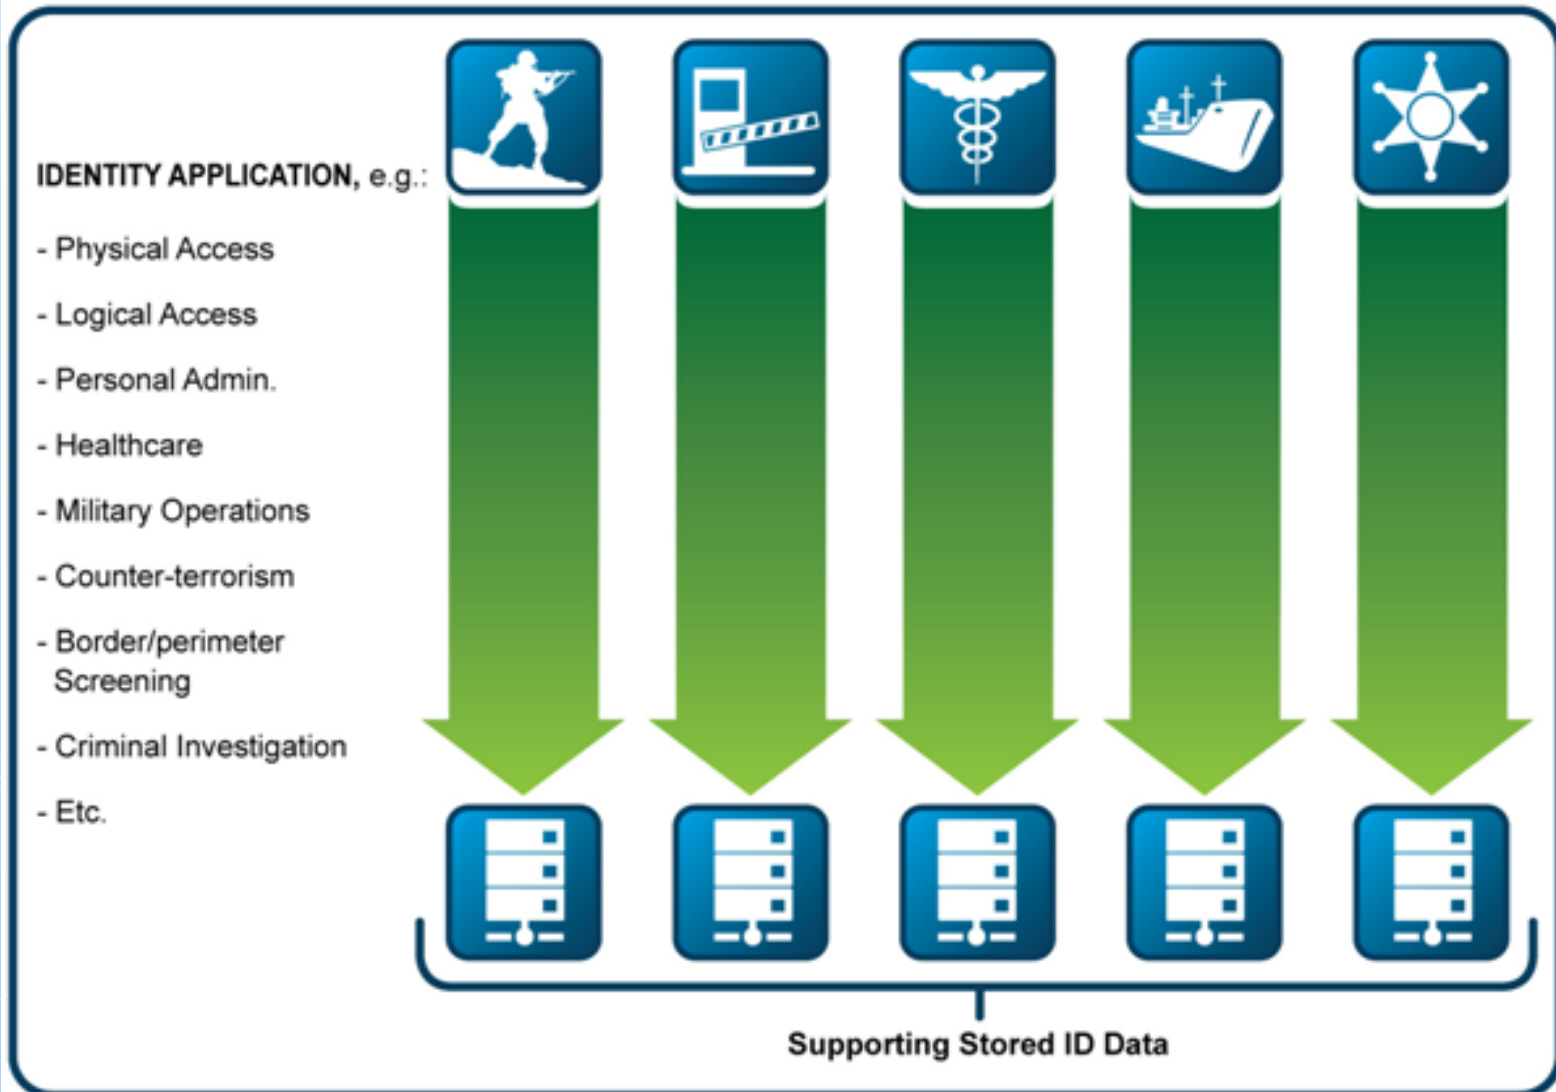 IDENTITY APPLICATION, e.g.:
- Physical Access
- Logical Access
- Personal Admin.
- Healthcare
- Military Operations
- Counter-terrorism
- Border/perimeter
Screening
- Criminal Investigation
- Etc.
Supporting Stored ID Data